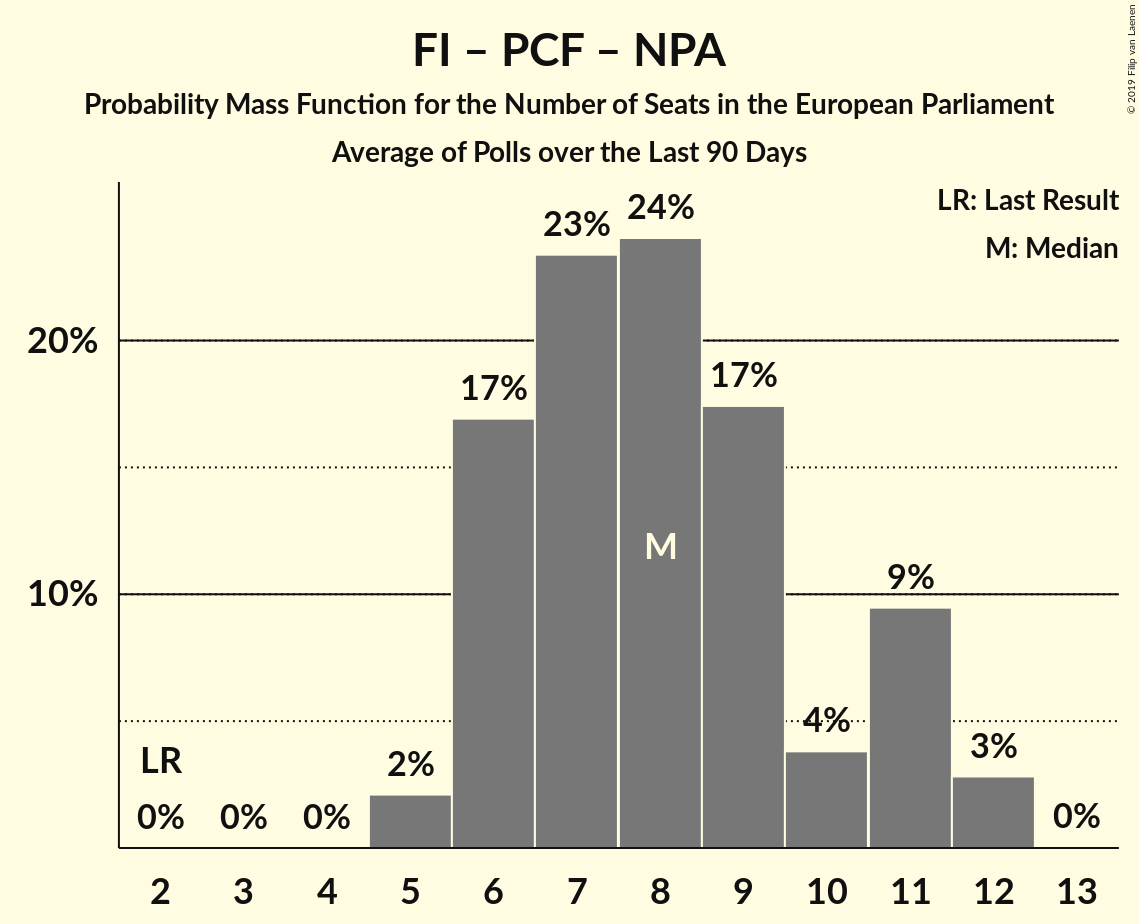 FI – PCF – NPA
Probability Mass Function for the Number of Seats in the European Parliament
Average of Polls over the Last 90 Days
© 2019 Filip van Laenen
LR: Last Result
M: Median
24%
23%
20%
17%
17%
M
10%
9%
4%
3%
2%
LR
0%
0%
0%
0%
2 3 4 5 6 7 8 9 10 11 12 13